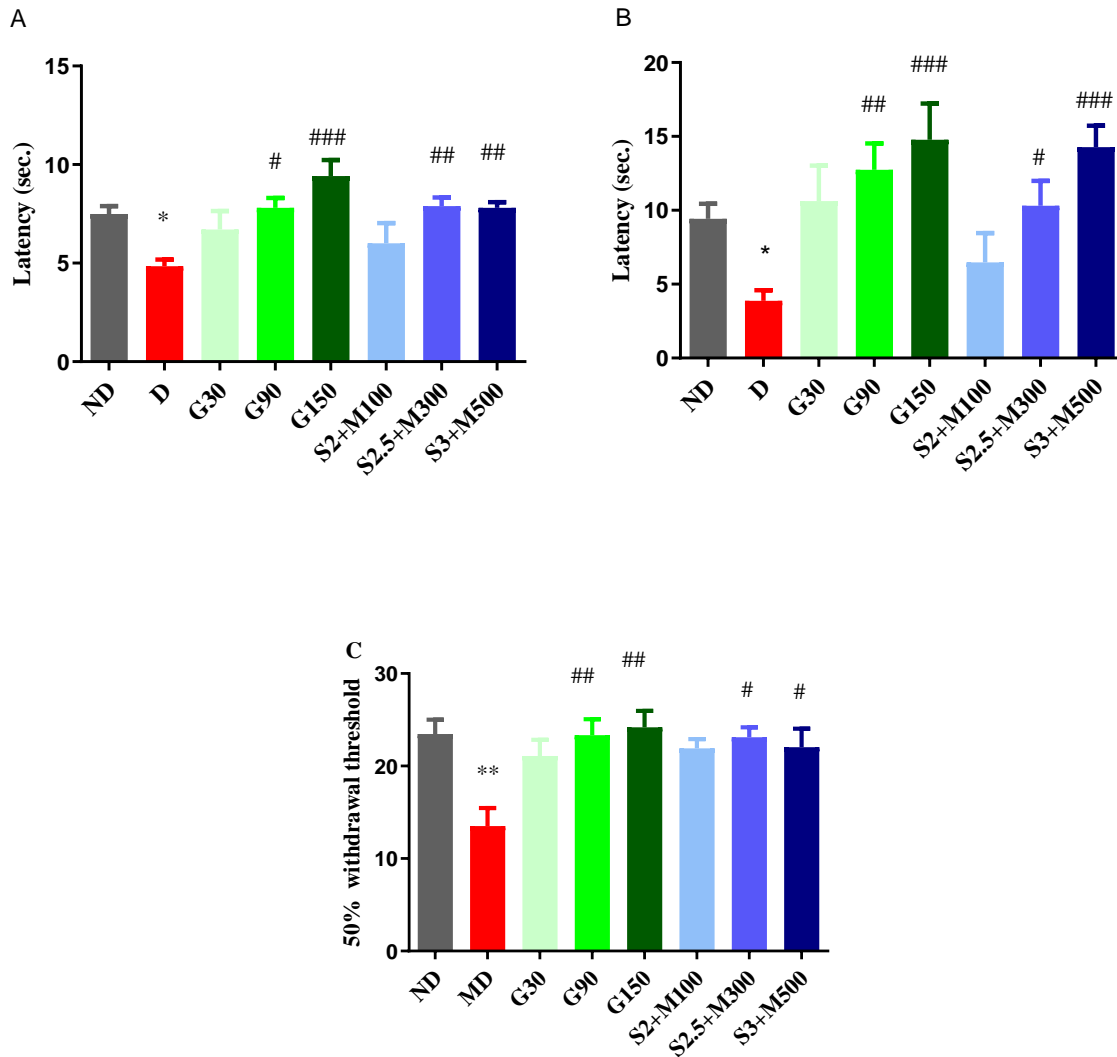 A
Latency (sec.)
15
10
5
0
*
#
###
##
##
ND
D
G30
G90
G150
S2+M100
S2.5+M300
S3+M500
B
Latency (sec.)
20
15
10
5
0
*
##
###
#
###
ND
D
G30
G90
G150
S2+M100
S2.5+M300
S3+M500
C
50% withdrawal threshold
30
20
10
0
**
##
##
#
#
ND
MD
G30
G90
G150
S2+M100
S2.5+M300
S3+M500